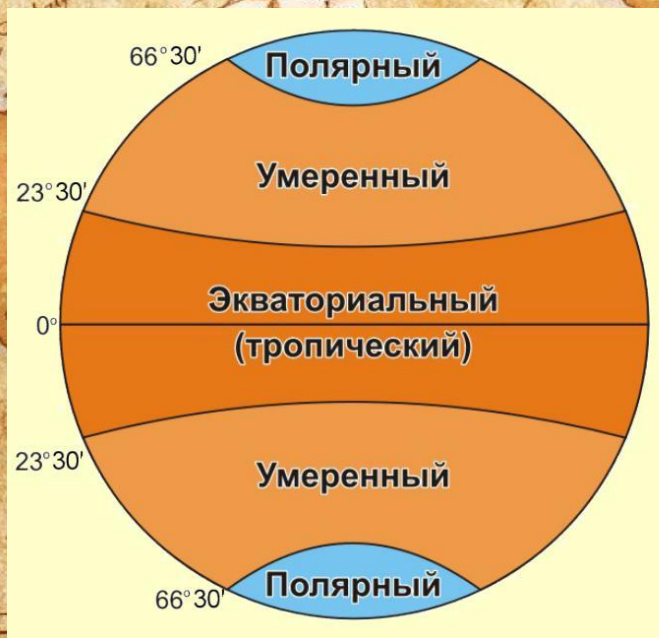 66°30'
Полярный
Умеренный
23°30'
Экваториальный
0°
(тропический)
23°30'
Умеренный
Полярный
66°30'